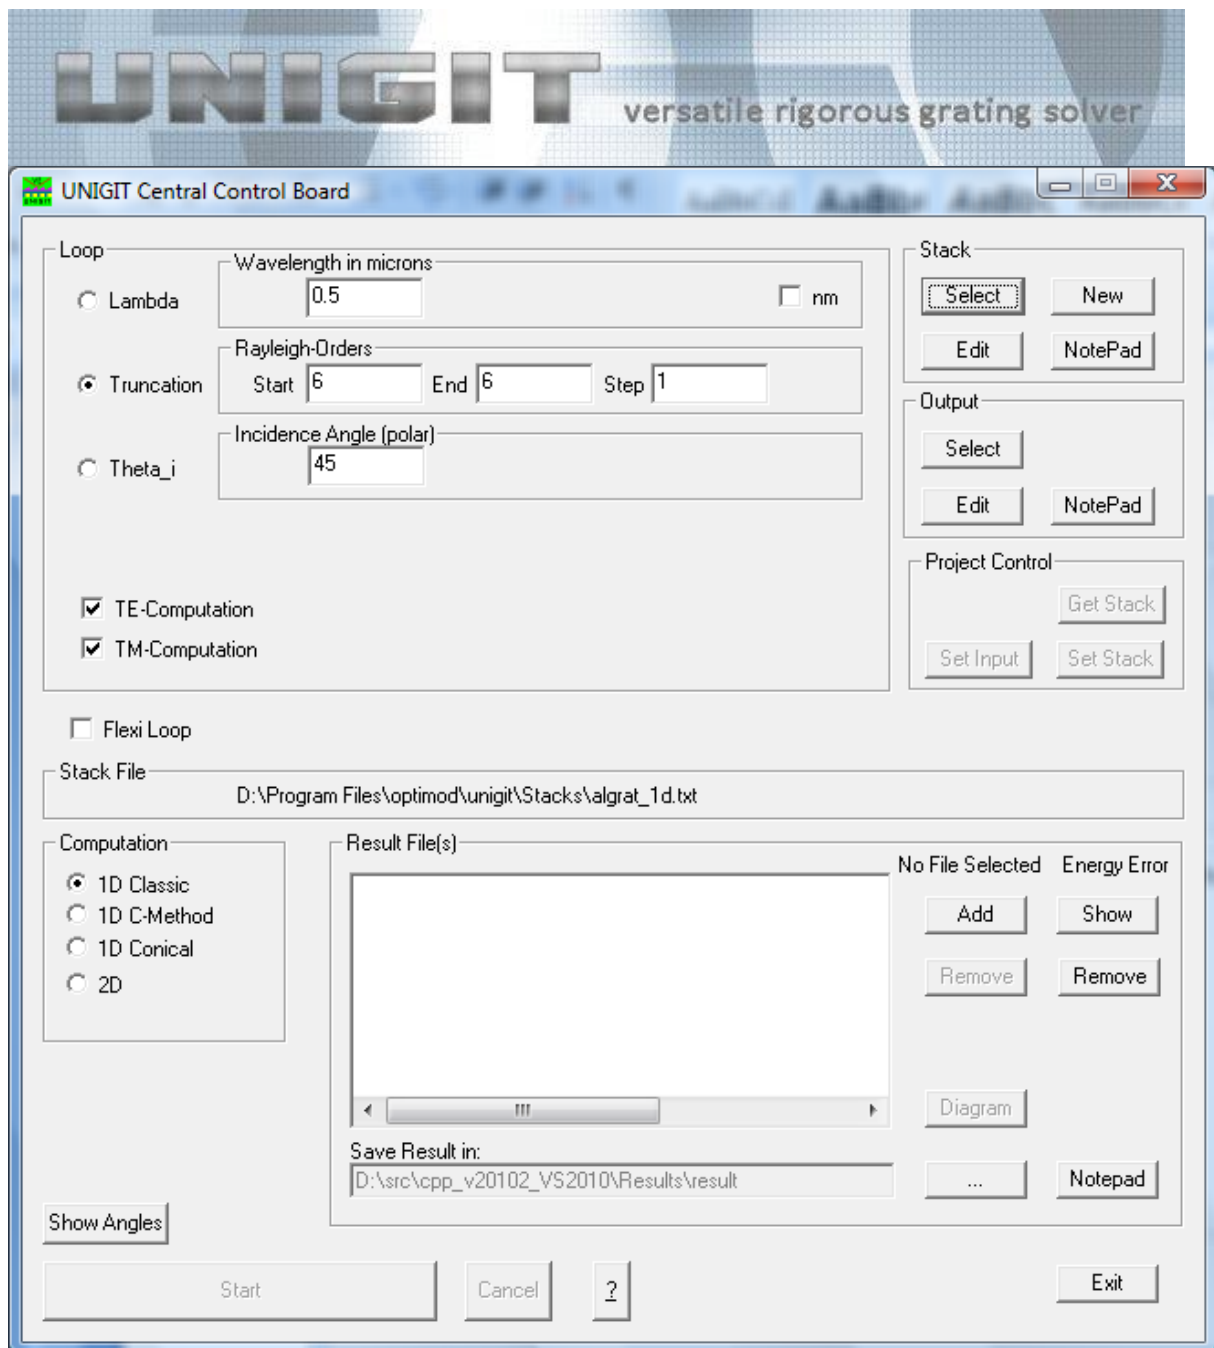 UNIGIT
versatile rigorous grating solver
UNIGIT Central Control Board
Loop
Wavelength in microns
Lambda
0.5
nm
Rayleigh-Orders
Truncation
Start 6 End 6 Step 1
Incidence Angle (polar)
Theta_i
45
TE-Computation
TM-Computation
Stack
Select New
Edit NotePad
Output
Select
Edit NotePad
Project Control
Get Stack
Set Input Set Stack
Flexi Loop
Stack File
D:\Program Files\optimod\unigit\Stacks\algrat_1d.txt
Computation
1D Classic
1D C-Method
1D Conical
2D
Result File(s)
No File Selected Energy Error
Add Show
Remove Remove
Diagram
Save Result in:
D:\src\cpp_v20102_VS2010\Results\result
... Notepad
Show Angles
Start Cancel ? Exit